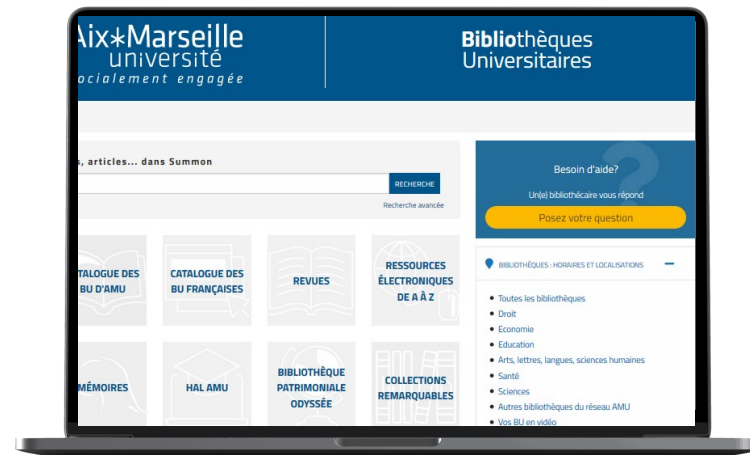 Aix*Marseille
université
socialement engagée
Bibliothèques
Universitaires
, articles... dans Summon
RECHERCHE
Recherche avancée
Besoin d'aide?
Un(e) bibliothécaire vous répond
Posez votre question
CATALOGUE DES
BU D'AMU
CATALOGUE DES
BU FRANÇAISES
REVUES
RESSOURCES
ÉLECTRONIQUES
DE A À Z
MÉMOIRES
HAL AMU
BIBLIOTHÈQUE
PATRIMONIALE
ODYSSÉE
COLLECTIONS
REMARQUABLES
BIBLIOTHÈQUES : HORAIRES ET LOCALISATIONS
Toutes les bibliothèques
Droit
Economie
Education
Arts, lettres, langues, sciences humaines
Santé
Sciences
Autres bibliothèques du réseau AMU
Vos BU en vidéo